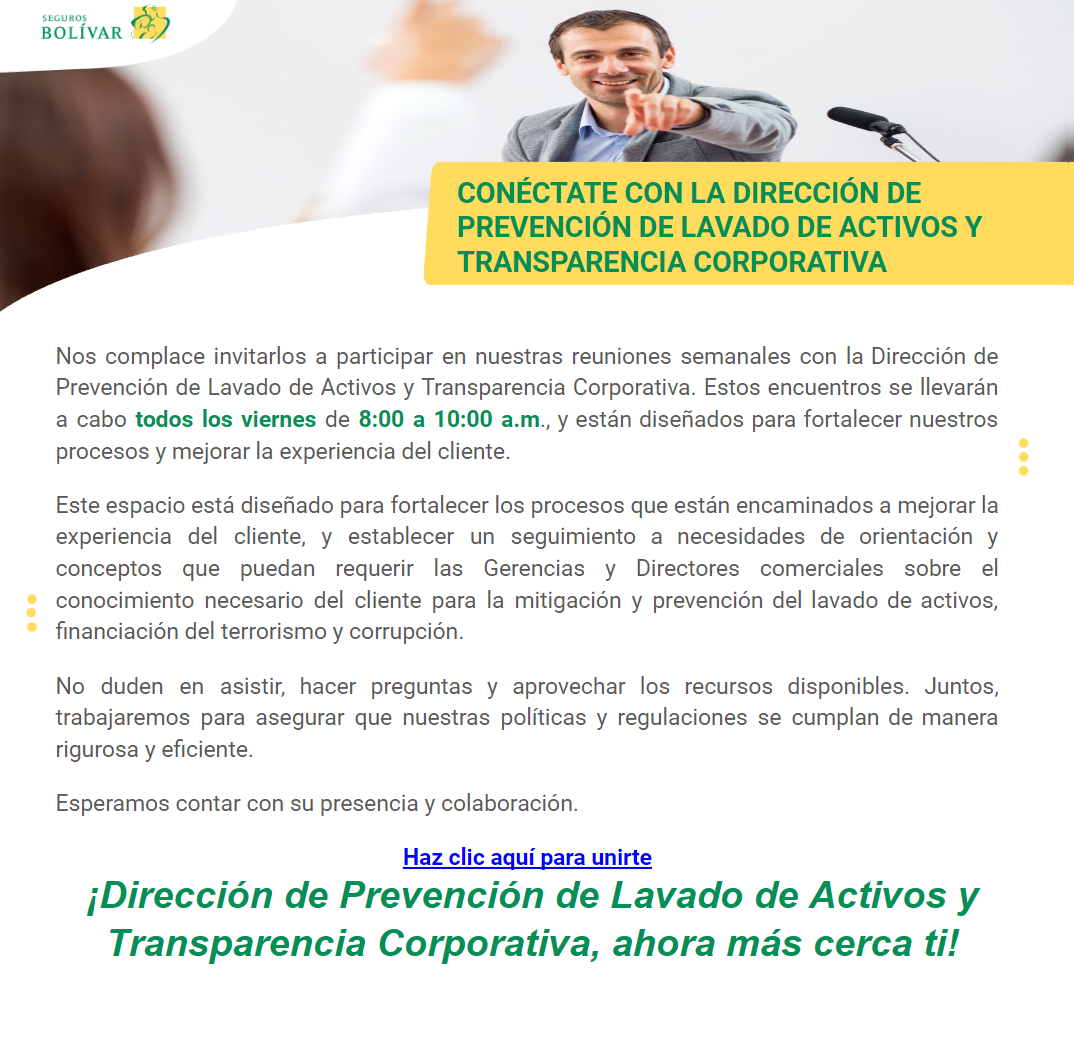 SEGUROS
BOLÍVAR
CONÉCTATE CON LA DIRECCIÓN DE
PREVENCIÓN DE LAVADO DE ACTIVOS Y
TRANSPARENCIA CORPORATIVA
Nos complace invitarlos a participar en nuestras reuniones semanales con la Dirección de
Prevención de Lavado de Activos y Transparencia Corporativa. Estos encuentros se llevarán
a cabo todos los viernes de 8:00 a 10:00 a.m., y están diseñados para fortalecer nuestros
procesos y mejorar la experiencia del cliente.
Este espacio está diseñado para fortalecer los procesos que están encaminados a mejorar la
experiencia del cliente, y establecer un seguimiento a necesidades de orientación y
conceptos que puedan requerir las Gerencias y Directores comerciales sobre el
conocimiento necesario del cliente para la mitigación y prevención del lavado de activos,
financiación del terrorismo y corrupción.
No duden en asistir, hacer preguntas y aprovechar los recursos disponibles. Juntos,
trabajaremos para asegurar que nuestras políticas y regulaciones se cumplan de manera
rigurosa y eficiente.
Esperamos contar con su presencia y colaboración.
Haz clic aquí para unirte
¡Dirección de Prevención de Lavado de Activos y
Transparencia Corporativa, ahora más cerca ti!